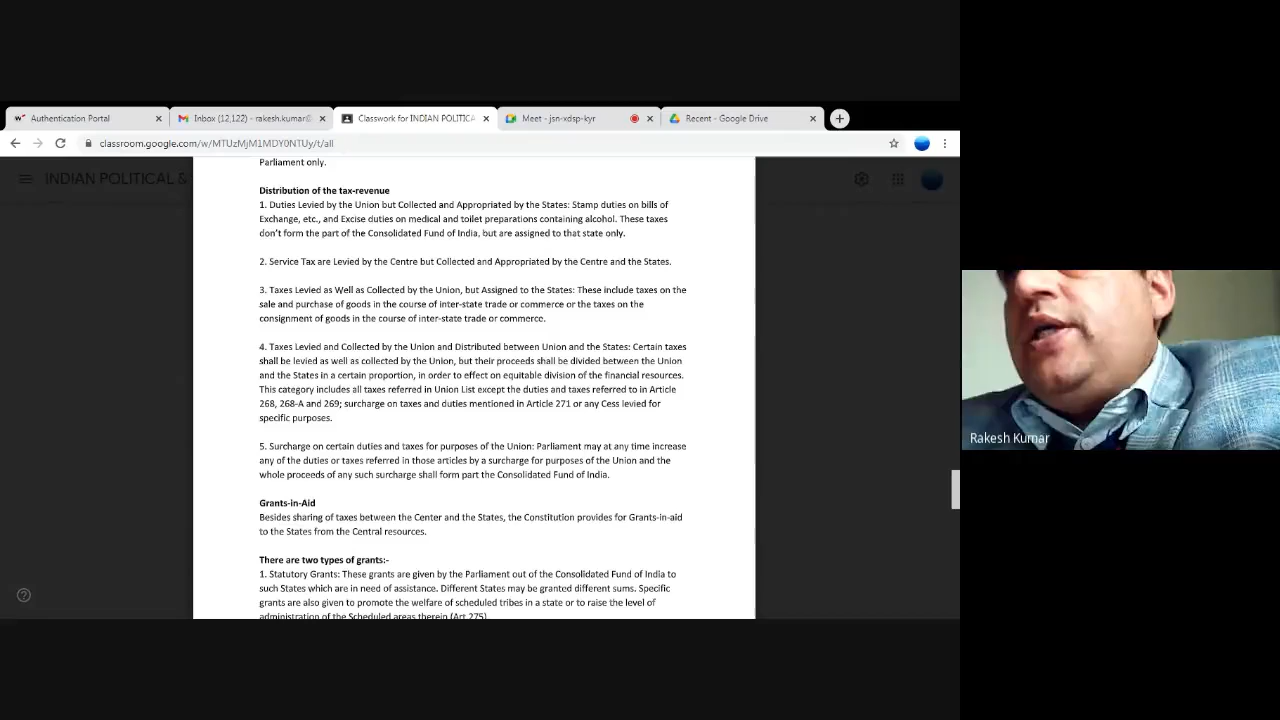 Authentication Portal
Inbox (12,122) - rakesh.kumar@
Classwork for INDIAN POLITICA
Meet - jsn-xdsp-kyr
Recent - Google Drive
classroom.google.com/w/MTUzMjM1MDY0NTUy/t/all
INDIAN POLITICAL &
Parliament only.
Distribution of the tax-revenue
1. Duties Levied by the Union but Collected and Appropriated by the States: Stamp duties on bills of
Exchange, etc., and Excise duties on medical and toilet preparations containing alcohol. These taxes
don't form the part of the Consolidated Fund of India, but are assigned to that state only.
2. Service Tax are Levied by the Centre but Collected and Appropriated by the Centre and the States.
3. Taxes Levied as Well as Collected by the Union, but Assigned to the States: These include taxes on the
sale and purchase of goods in the course of inter-state trade or commerce or the taxes on the
consignment of goods in the course of inter-state trade or commerce.
4. Taxes Levied and Collected by the Union and Distributed between Union and the States: Certain taxes
shall be levied as well as collected by the Union, but their proceeds shall be divided between the Union
and the States in a certain proportion, in order to effect on equitable division of the financial resources.
This category includes all taxes referred in Union List except the duties and taxes referred to in Article
268, 268-A and 269; surcharge on taxes and duties mentioned in Article 271 or any Cess levied for
specific purposes.
5. Surcharge on certain duties and taxes for purposes of the Union: Parliament may at any time increase
any of the duties or taxes referred in those articles by a surcharge for purposes of the Union and the
whole proceeds of any such surcharge shall form part the Consolidated Fund of India.
Grants-in-Aid
Besides sharing of taxes between the Center and the States, the Constitution provides for Grants-in-aid
to the States from the Central resources.
There are two types of grants:-
1. Statutory Grants: These grants are given by the Parliament out of the Consolidated Fund of India to
such States which are in need of assistance. Different States may be granted different sums. Specific
grants are also given to promote the welfare of scheduled tribes in a state or to raise the level of
administration of the Scheduled areas therein (Art 275)
Rakesh Kumar